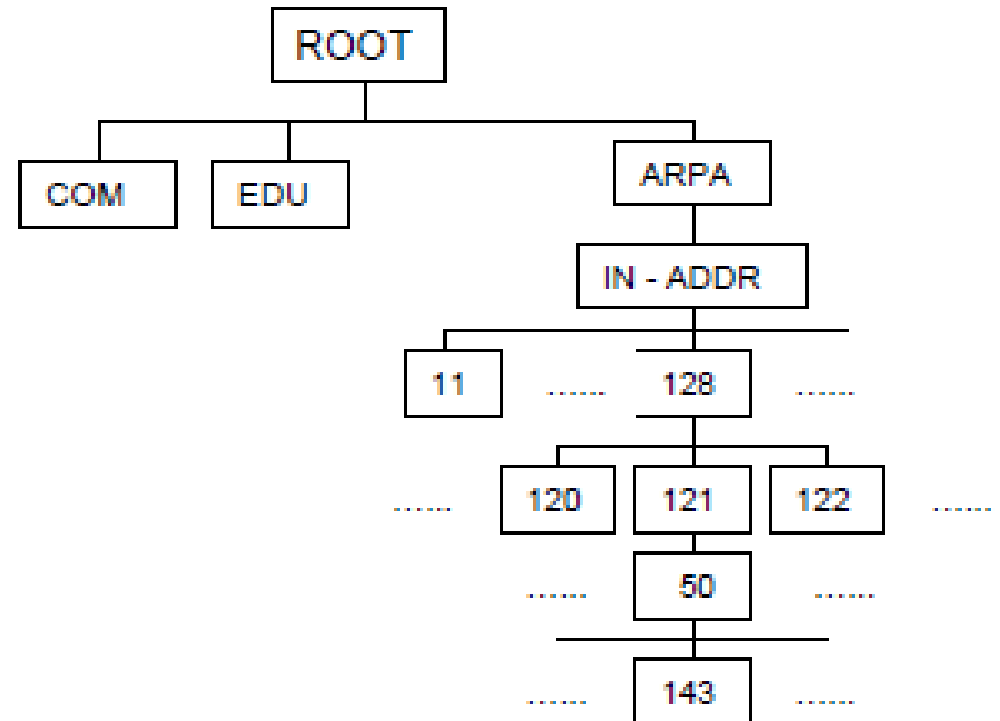 ROOT
COM EDU ARPA
IN - ADDR
11 ...... 128 ......
...... 120 121 122 ......
...... 50 ......
...... 143 ......